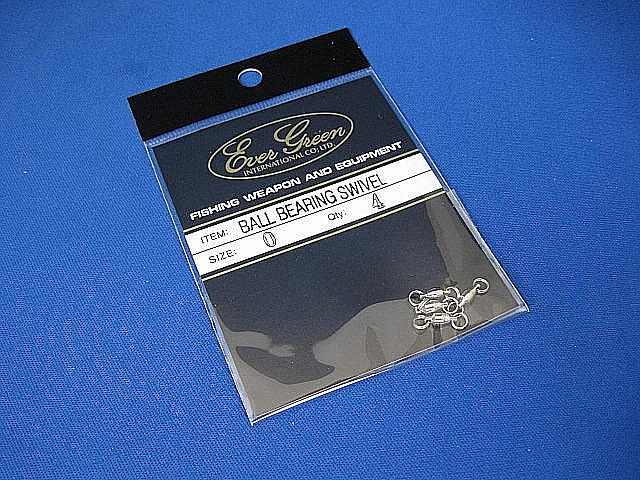 Ever Green
INTERNATIONAL CO., LTD.
FISHING WEAPON AND EQUIPMENT
ITEM: BALL BEARING SWIVEL
SIZE: 0 Qty: 4